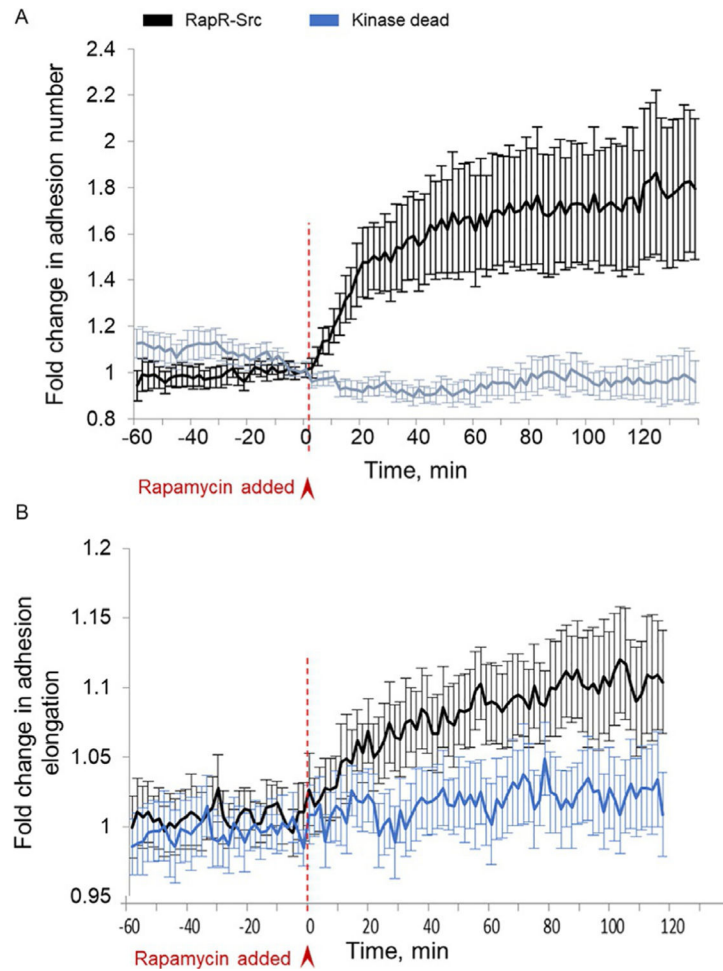 A
RapR-Src Kinase dead
Fold change in adhesion number
2.4
2.2
2
1.8
1.6
1.4
1.2
1
0.8
-60 -40 -20 0 20 40 60 80 100 120
Time, min
Rapamycin added
B
Fold change in adhesion
elongation
1.2
1.15
1.10
1.05
1
0.95
-60 -40 -20 0 20 40 60 80 100 120
Time, min
Rapamycin added